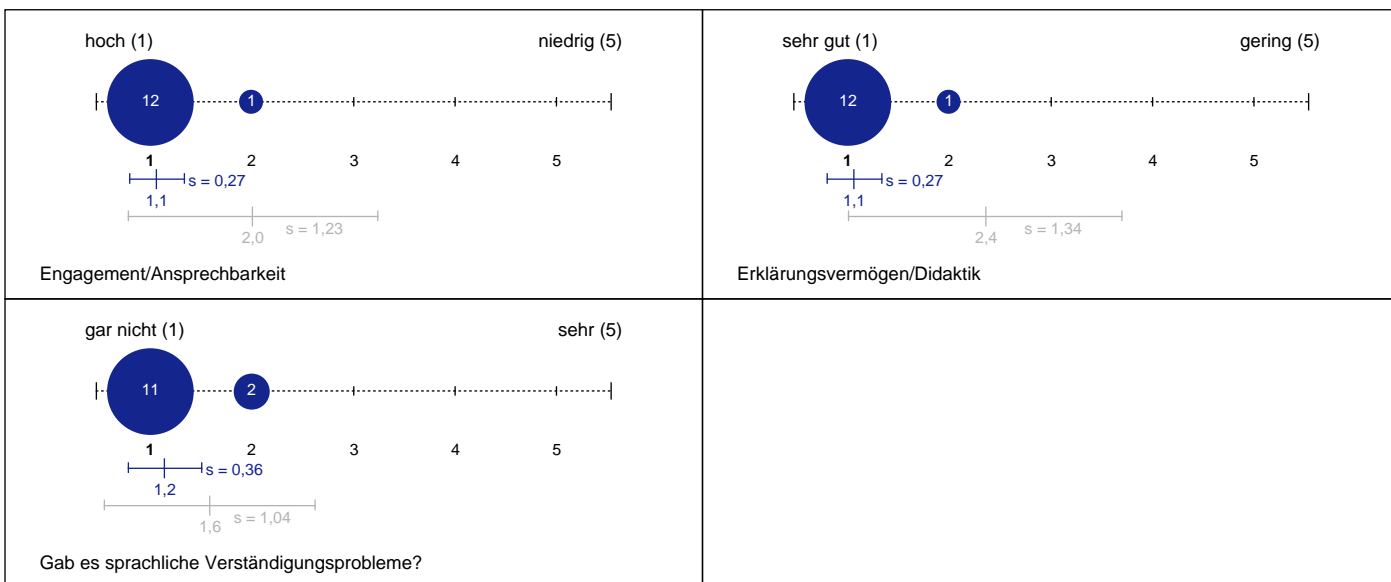 hoch (1) niedrig (5)
12 1
1 2 3 4 5
s = 0,27
1,1
s = 1,23
2,0
Engagement/Ansprechbarkeit
sehr gut (1) gering (5)
12 1
1 2 3 4 5
s = 0,27
1,1
s = 1,34
2,4
Erklärungsvermögen/Didaktik
gar nicht (1) sehr (5)
11 2
1 2 3 4 5
s = 0,36
1,2
s = 1,04
1,6
Gab es sprachliche Verständigungsprobleme?